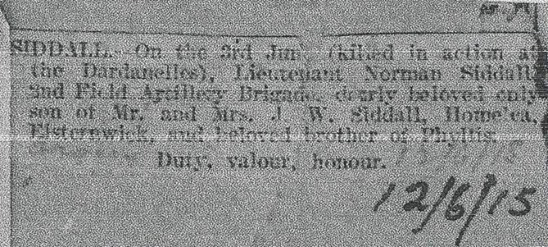 SIDDALL.—On the 3rd June (killed in action at
the Dardanelles), Lieutenant Norman Siddall,
2nd Field Artillery Brigade, dearly beloved only
son of Mr. and Mrs. J. W. Siddall,
Elsternwick, and beloved brother of Phyllis.
Duty, valour, honour.
12/6/15